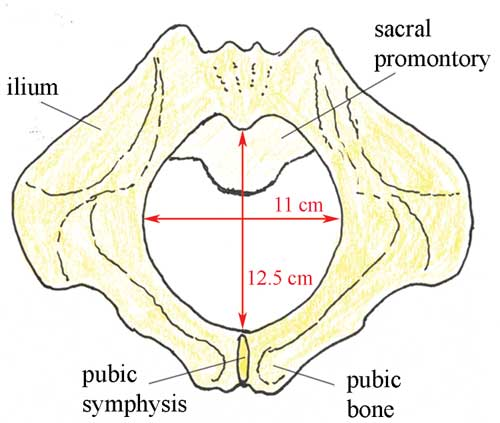 sacral
promontory
ilium
11 cm
12.5 cm
pubic
symphysis
pubic
bone